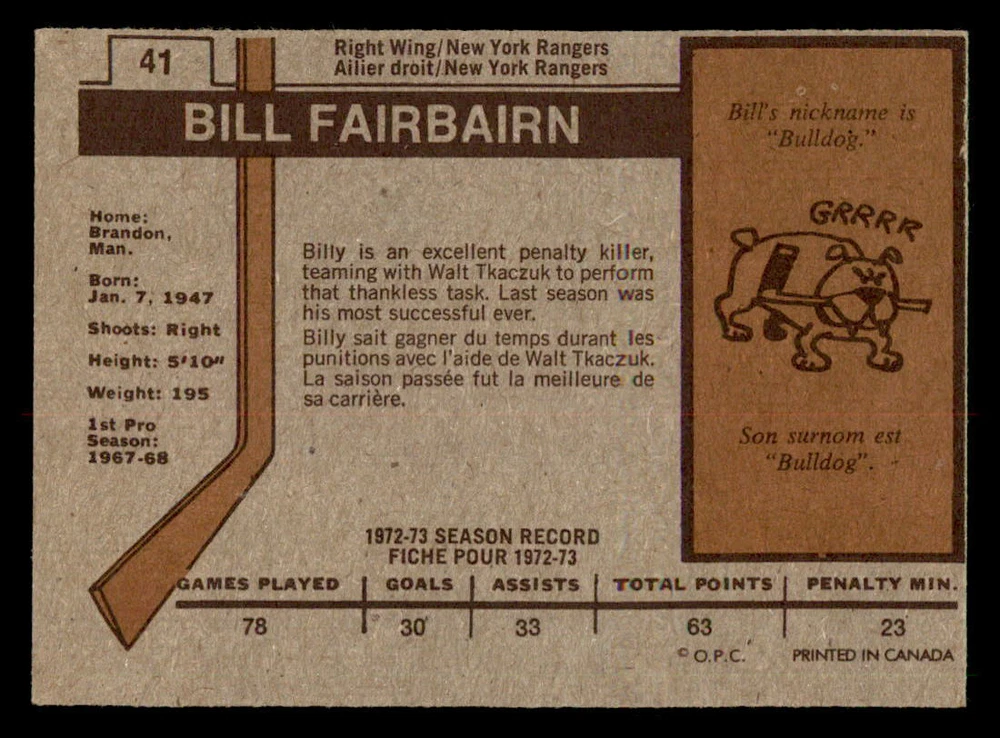 41
Right Wing/New York Rangers
Ailier droit/New York Rangers
BILL FAIRBAIRN
Home:
Brandon,
Man.
Born:
Jan. 7, 1947
Shoots: Right
Height: 5'10"
Weight: 195
1st Pro
Season:
1967-68
Billy is an excellent penalty killer,
teaming with Walt Tkaczuk to perform
that thankless task. Last season was
his most successful ever.
Billy sait gagner du temps durant les
punitions avec l'aide de Walt Tkaczuk.
La saison passée fut la meilleure de
sa carrière.
Bill's nickname is
"Bulldog."
GRRRR
Son surnom est
"Bulldog".
1972-73 SEASON RECORD
FICHE POUR 1972-73
GAMES PLAYED GOALS ASSISTS TOTAL POINTS PENALTY MIN.
78 30 33 63 23
© O.P.C. PRINTED IN CANADA